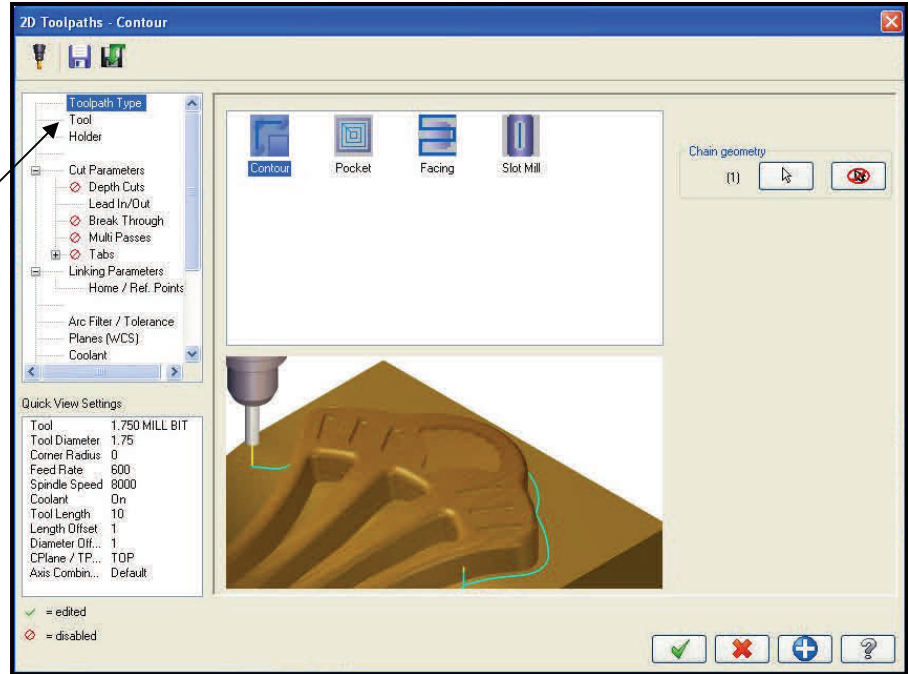 2D Toolpaths - Contour
Toolpath Type
Tool
Holder
Cut Parameters
Depth Cuts
Lead In/Out
Break Through
Multi Passes
Tabs
Linking Parameters
Home / Ref. Points
Arc Filter / Tolerance
Planes (WCS)
Coolant
Contour Pocket Facing Slot Mill
Chain geometry
(1)
Quick View Settings
Tool 1.750 MILL BIT
Tool Diameter 1.75
Corner Radius 0
Feed Rate 600
Spindle Speed 8000
Coolant On
Tool Length 10
Length Offset 1
Diameter Off... 1
CPlane / TP... TOP
Axis Combin... Default
= edited
= disabled
?